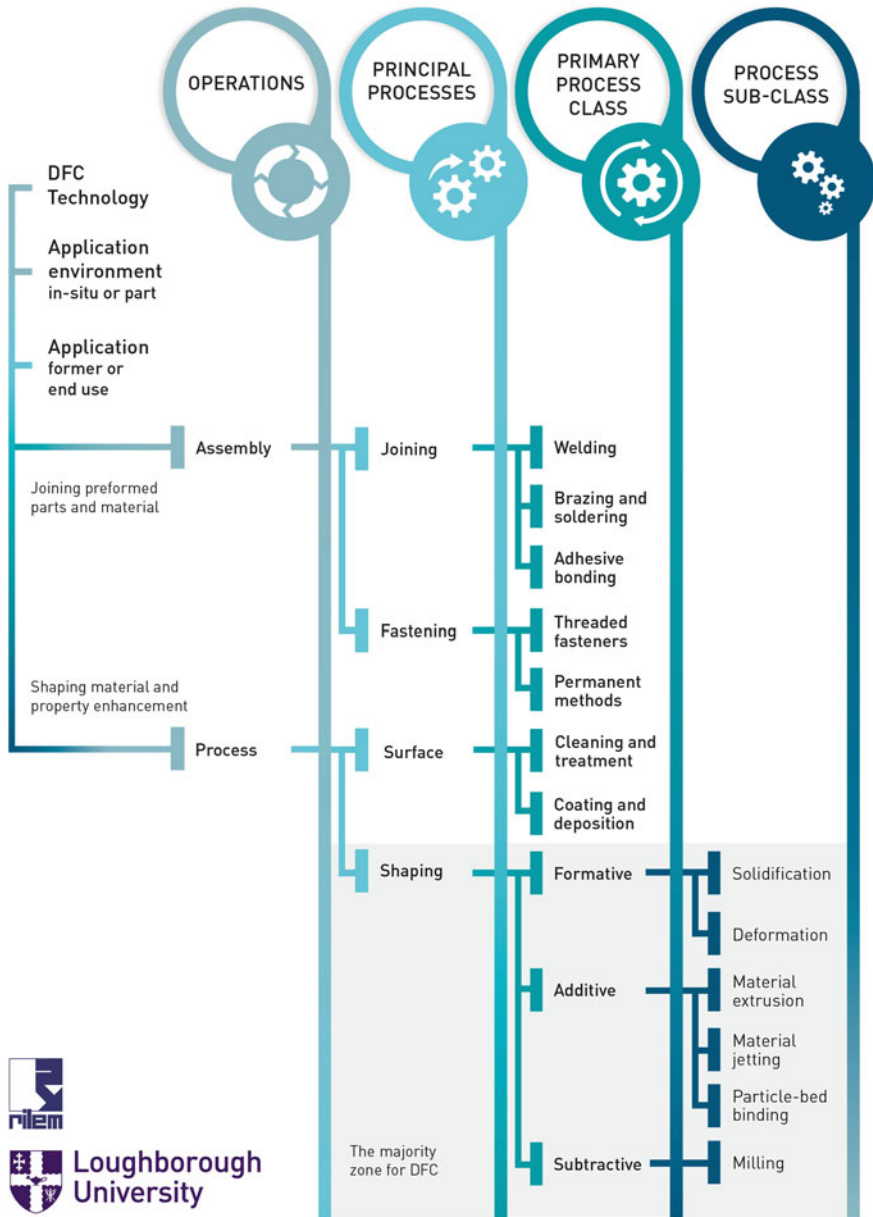 OPERATIONS
PRINCIPAL
PROCESSES
PRIMARY
PROCESS
CLASS
PROCESS
SUB-CLASS
DFC
Technology
Application
environment
in-situ or part
Application
former or
end use
Assembly
Joining
Welding
Joining preformed
parts and material
Brazing and
soldering
Adhesive
bonding
Fastening
Threaded
fasteners
Permanent
methods
Shaping material and
property enhancement
Process
Surface
Cleaning and
treatment
Coating and
deposition
Shaping
Formative
Solidification
Deformation
Additive
Material
extrusion
Material
jetting
Particle-bed
binding
The majority
zone for DFC
Subtractive
Milling
rilem
Loughborough
University